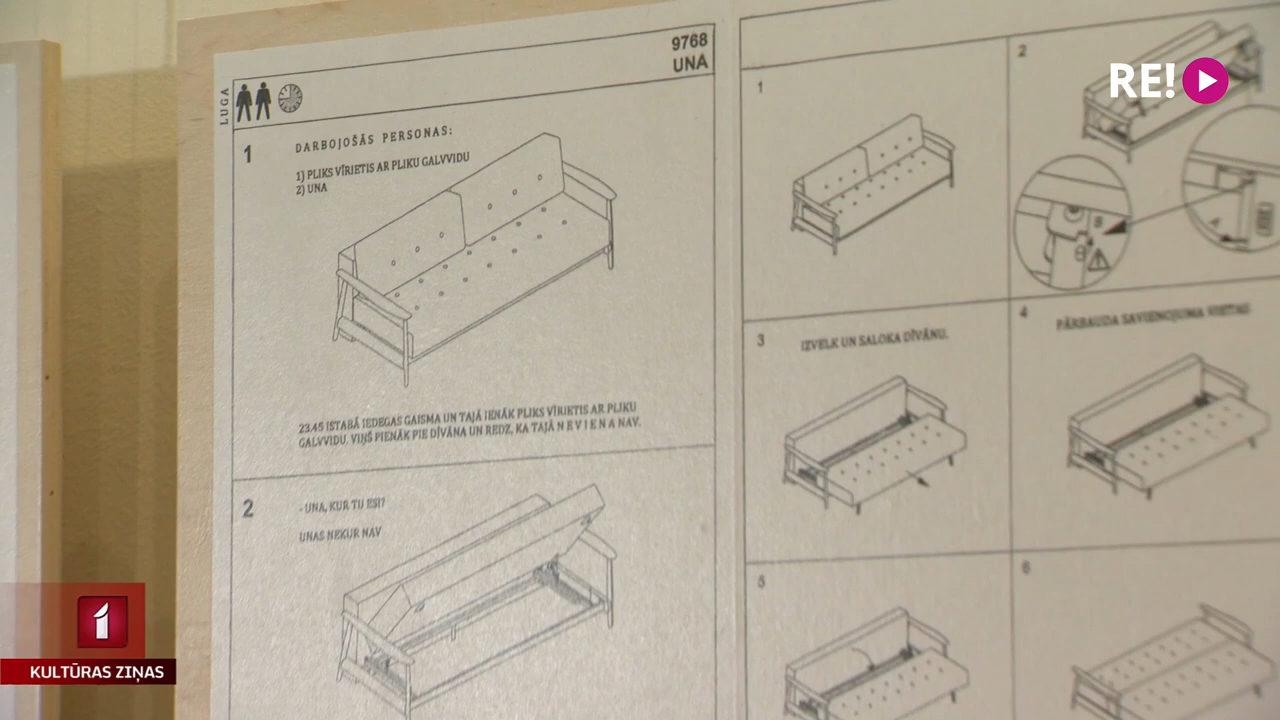 RE!
9768
UNA
LUGA
1
DARBOJOŠĀS PERSONAS:
1) PLIKS VĪRIETIS AR PLIKU GALVVIDU
2) UNA
23.45 ISTABĀ IEDEGAS GAISMA UN TAJĀ IENĀK PLIKS VĪRIETIS AR PLIKU
GALVVIDU. VIŅŠ PIENĀK PIE DĪVĀNA UN REDZ, KA TAJĀ N E V I E N A NAV.
2
- UNA, KUR TU ESI?
UNAS NEKUR NAV
1
2
3
IZVELK UN SALOKA DĪVĀNU.
4
PĀRBAUDA SAVIENOJUMA VIETAS
5
6
1
KULTŪRAS ZIŅAS